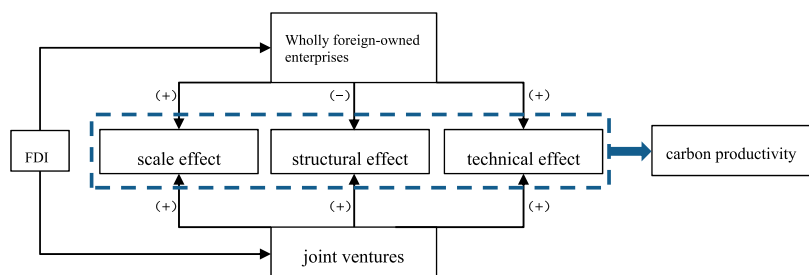 Wholly foreign-owned
enterprises
(+)
(-)
(+)
FDI
scale effect
structural effect
technical effect
carbon productivity
(+)
(+)
(+)
joint ventures